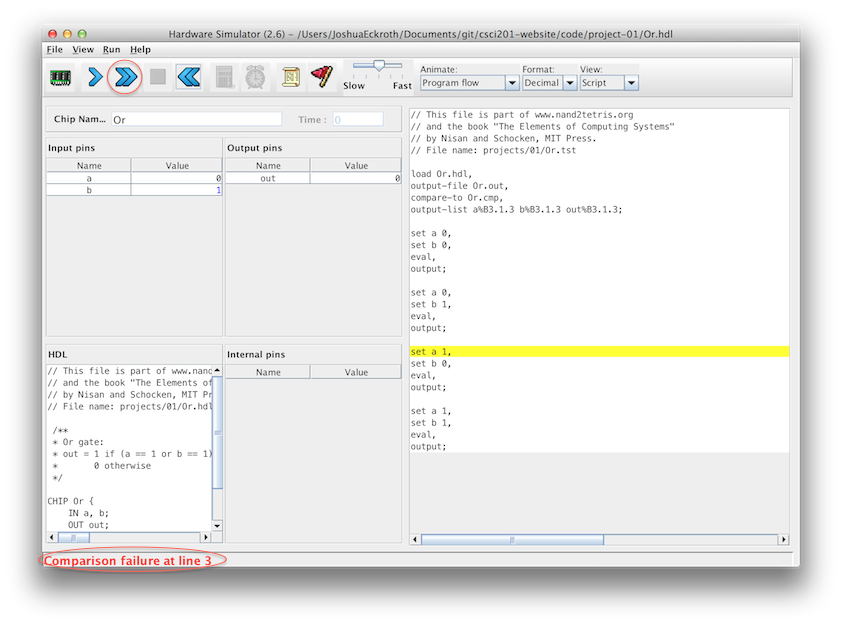 Hardware Simulator (2.6) - /Users/JoshuaEckroth/Documents/git/csci201-website/code/project-01/Or.hdl
File View Run Help
Slow Fast
Animate: Format: View:
Program flow Decimal Script
Chip Nam... Or Time : 0
Input pins
Name Value
a 0
b 1
Output pins
Name Value
out 0
HDL
// This file is part of www.nand
// and the book "The Elements of
// by Nisan and Schocken, MIT Pr
// File name: projects/01/Or.hdl
/**
* Or gate:
* out = 1 if (a == 1 or b == 1)
* 0 otherwise
*/
CHIP Or {
IN a, b;
OUT out;
Internal pins
Name Value
// This file is part of www.nand2tetris.org
// and the book "The Elements of Computing Systems"
// by Nisan and Schocken, MIT Press.
// File name: projects/01/Or.tst
load Or.hdl,
output-file Or.out,
compare-to Or.cmp,
output-list a%B3.1.3 b%B3.1.3 out%B3.1.3;
set a 0,
set b 0,
eval,
output;
set a 0,
set b 1,
eval,
output;
set a 1,
set b 0,
eval,
output;
set a 1,
set b 1,
eval,
output;
Comparison failure at line 3